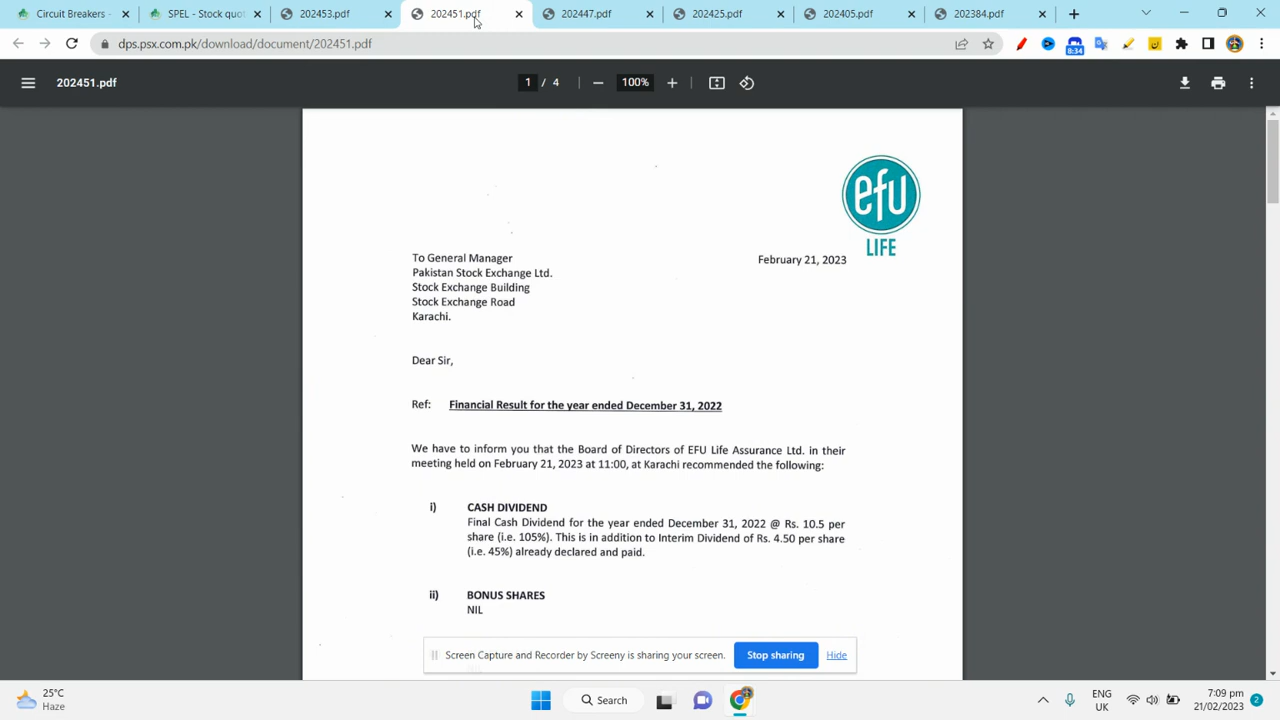 Circuit Breakers -
SPEL - Stock quot
202453.pdf
202451.pdf
202447.pdf
202425.pdf
202405.pdf
202384.pdf
dps.psx.com.pk/download/document/202451.pdf
8:34
202451.pdf
1 / 4
100%
efu
LIFE
To General Manager
February 21, 2023
Pakistan Stock Exchange Ltd.
Stock Exchange Building
Stock Exchange Road
Karachi.
Dear Sir,
Ref: Financial Result for the year ended December 31, 2022
We have to inform you that the Board of Directors of EFU Life Assurance Ltd. in their
meeting held on February 21, 2023 at 11:00, at Karachi recommended the following:
i) CASH DIVIDEND
Final Cash Dividend for the year ended December 31, 2022 @ Rs. 10.5 per
share (i.e. 105%). This is in addition to Interim Dividend of Rs. 4.50 per share
(i.e. 45%) already declared and paid.
ii) BONUS SHARES
NIL
Screen Capture and Recorder by Screeny is sharing your screen.
Stop sharing
Hide
25°C
Haze
Search
ENG
UK
7:09 pm
21/02/2023
2